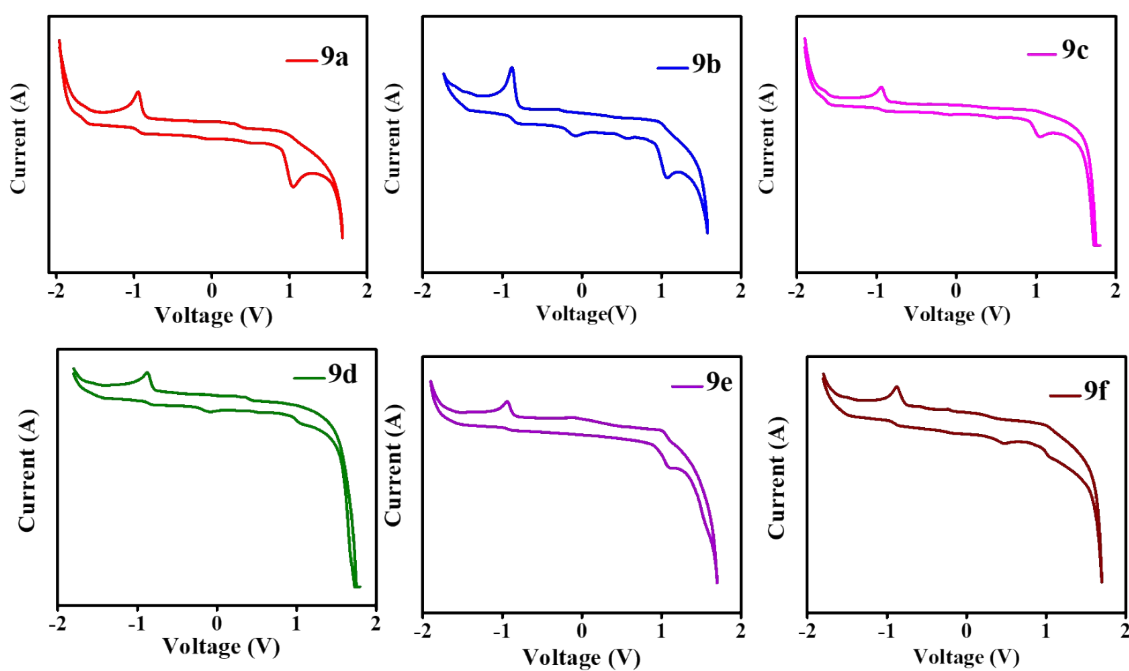 9a
Current (A)
-2 -1 0 1 2
Voltage (V)
9b
Current (A)
-2 -1 0 1 2
Voltage(V)
9c
Current (A)
-2 -1 0 1 2
Voltage (V)
9d
Current (A)
-2 -1 0 1 2
Voltage (V)
9e
Current (A)
-2 -1 0 1 2
Voltage (V)
9f
Current (A)
-2 -1 0 1 2
Voltage (V)